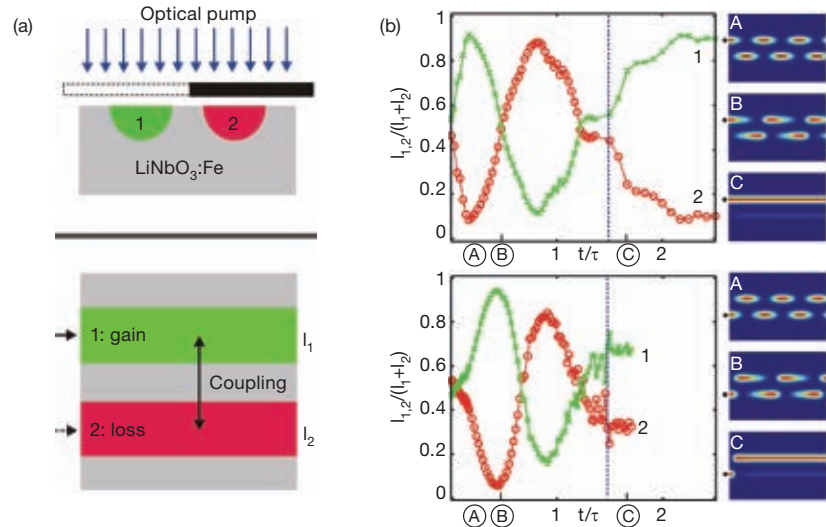 (a)
Optical pump
1
2
LiNbO3:Fe
1: gain
I1
Coupling
2: loss
I2
(b)
I1,2/(I1+I2)
1
0.8
0.6
0.4
0.2
0
1
2
A B 1 t/τ C 2
A
B
C
I1,2/(I1+I2)
1
0.8
0.6
0.4
0.2
0
1
2
A B 1 t/τ C 2
A
B
C